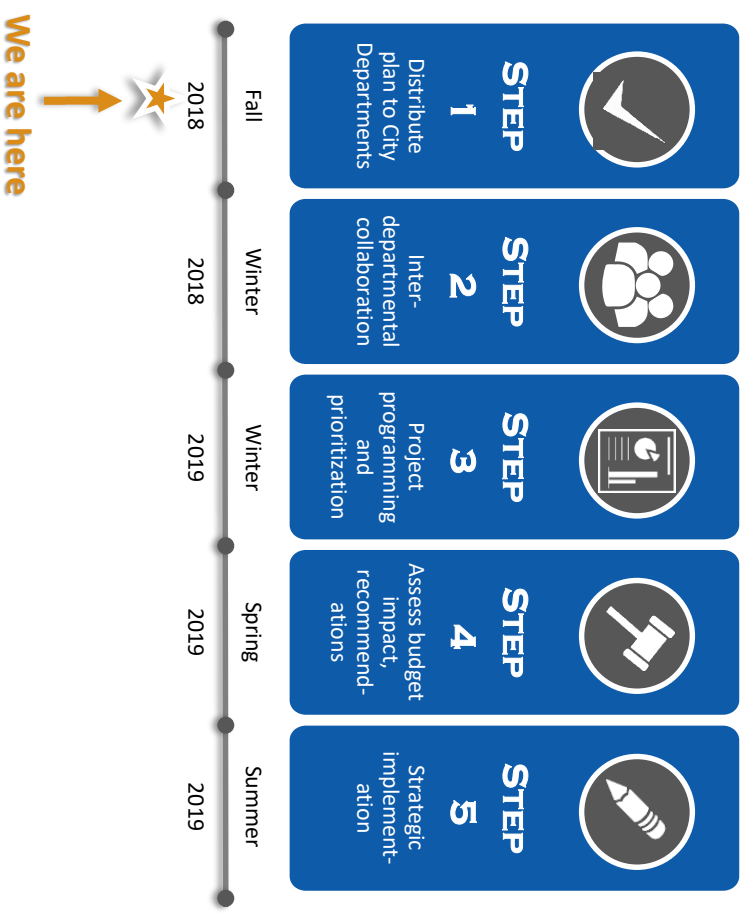 STEP
1
Distribute
plan to City
Departments
STEP
2
Inter-
departmental
collaboration
STEP
3
Project
programming
and
prioritization
STEP
4
Assess budget
impact,
recommend-
ations
STEP
5
Strategic
implement-
ation
Fall
2018
Winter
2018
Winter
2019
Spring
2019
Summer
2019
We are here